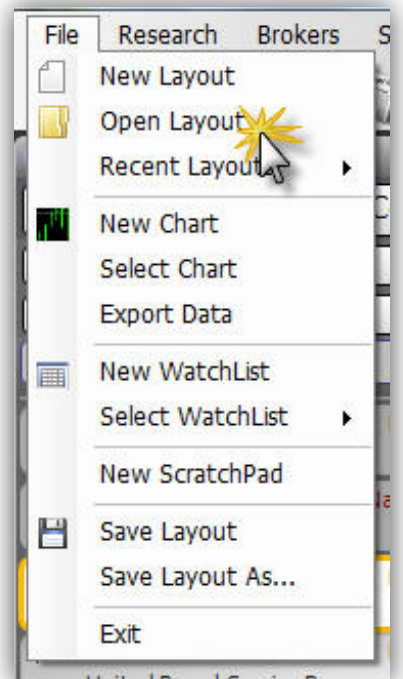 File Research Brokers S
New Layout
Open Layout
Recent Layout
New Chart
Select Chart
Export Data
New WatchList
Select WatchList
New ScratchPad
Save Layout
Save Layout As...
Exit